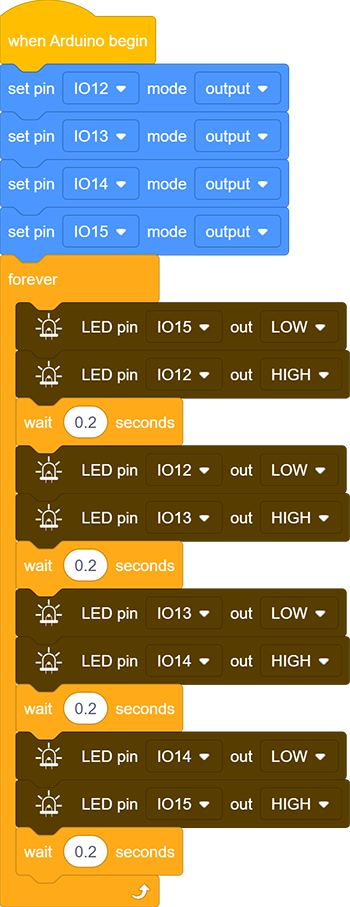 when Arduino begin
set pin IO12 mode output
set pin IO13 mode output
set pin IO14 mode output
set pin IO15 mode output
forever
LED pin IO15 out LOW
LED pin IO12 out HIGH
wait 0.2 seconds
LED pin IO12 out LOW
LED pin IO13 out HIGH
wait 0.2 seconds
LED pin IO13 out LOW
LED pin IO14 out HIGH
wait 0.2 seconds
LED pin IO14 out LOW
LED pin IO15 out HIGH
wait 0.2 seconds